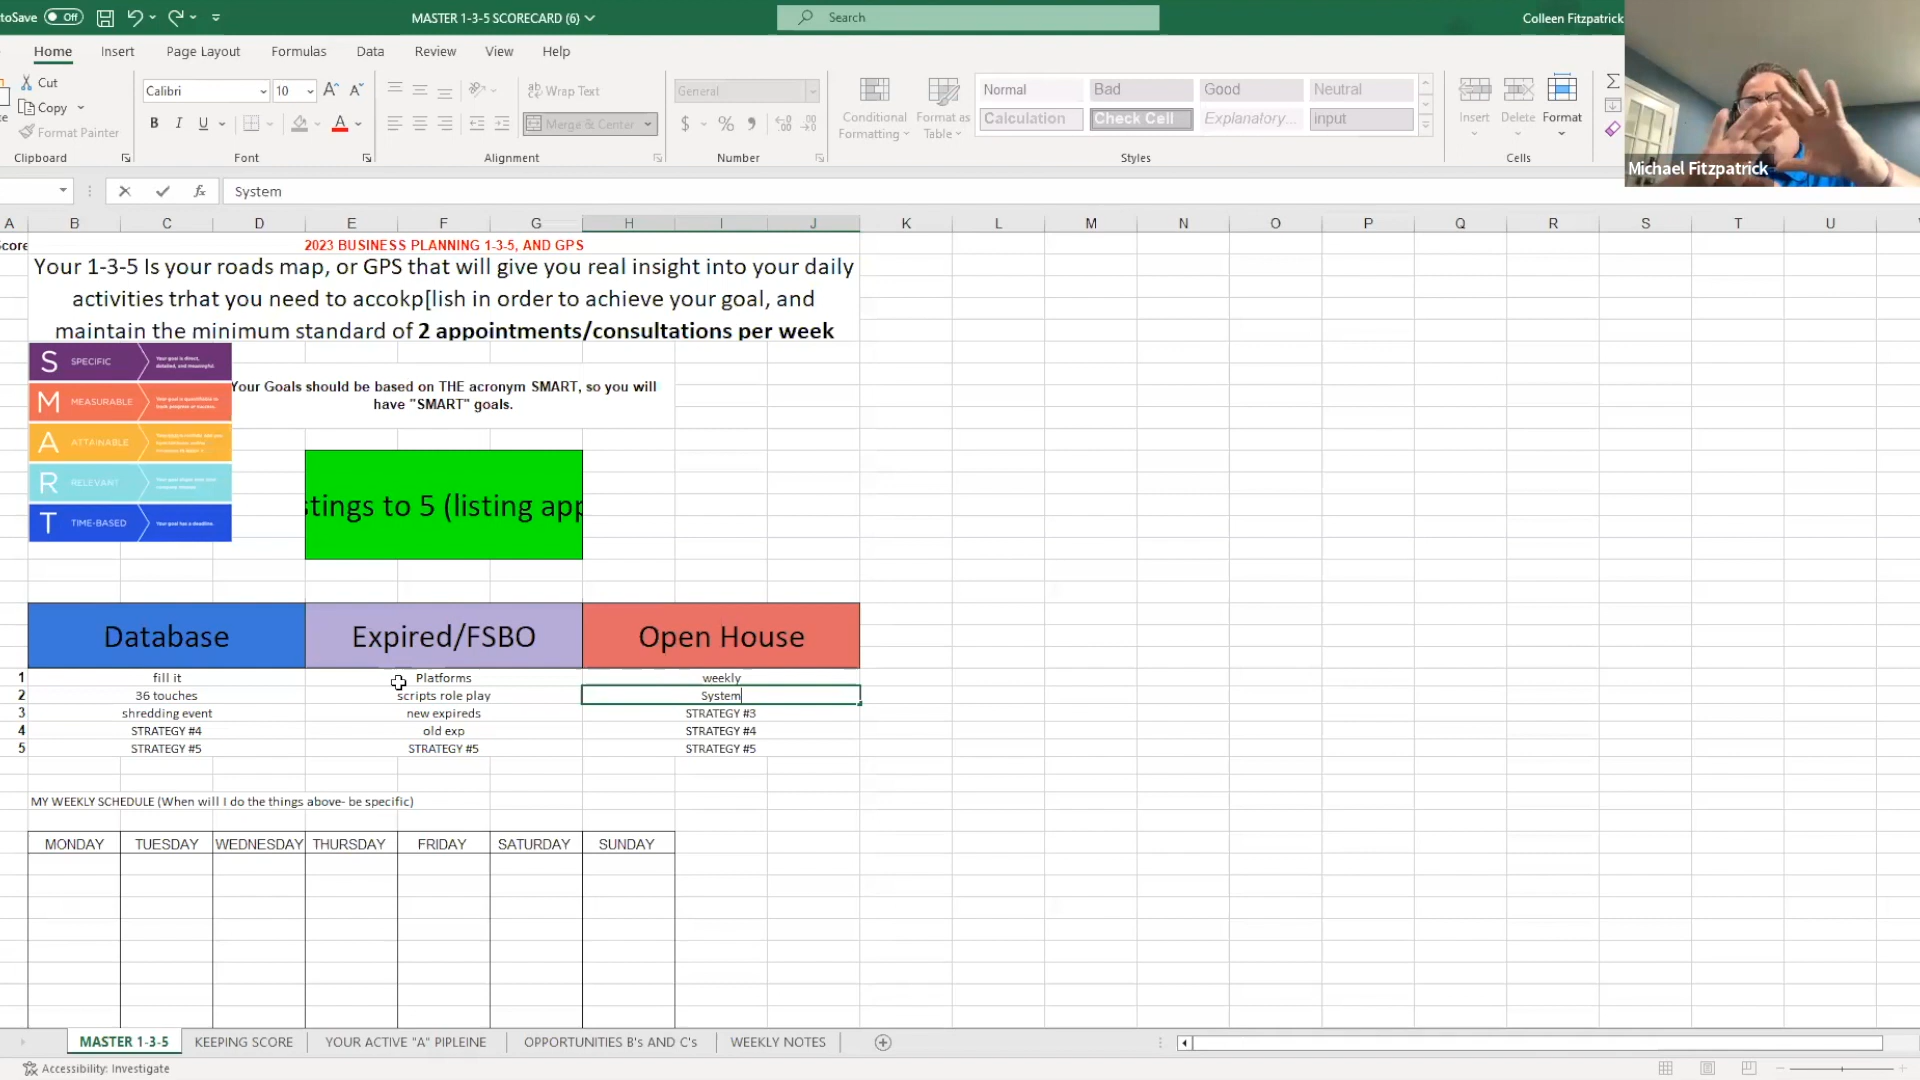 toSave Off MASTER 1-3-5 SCORECARD (6) Search Colleen Fitzpatrick
Home Insert Page Layout Formulas Data Review View Help
Cut
Copy
Format Painter
Clipboard
Calibri 10
B I U A
Font
Wrap Text
Merge & Center
Alignment
General
$ %
Number
Conditional Formatting
Format as Table
Normal Bad Good Neutral
Calculation Check Cell Explanatory... input
Styles
Insert Delete Format
Cells
Michael Fitzpatrick
fx System
A B C D E F G H I J K L M N O P Q R S T U
2023 BUSINESS PLANNING 1-3-5, AND GPS
Your 1-3-5 Is your roads map, or GPS that will give you real insight into your daily
activities trhat you need to accokp[lish in order to achieve your goal, and
maintain the minimum standard of 2 appointments/consultations per week
S SPECIFIC
M MEASURABLE
A ATTAINABLE
R RELEVANT
T TIME-BASED Your goal has a deadline.
Your Goals should be based on THE acronym SMART, so you will
have "SMART" goals.
stings to 5 (listing app
Database Expired/FSBO Open House
1 fill it Platforms weekly
2 36 touches scripts role play System
3 shredding event new expireds STRATEGY #3
4 STRATEGY #4 old exp STRATEGY #4
5 STRATEGY #5 STRATEGY #5 STRATEGY #5
MY WEEKLY SCHEDULE (When will I do the things above- be specific)
MONDAY TUESDAY WEDNESDAY THURSDAY FRIDAY SATURDAY SUNDAY
MASTER 1-3-5 KEEPING SCORE YOUR ACTIVE "A" PIPLEINE OPPORTUNITIES B's AND C's WEEKLY NOTES
Accessibility: Investigate